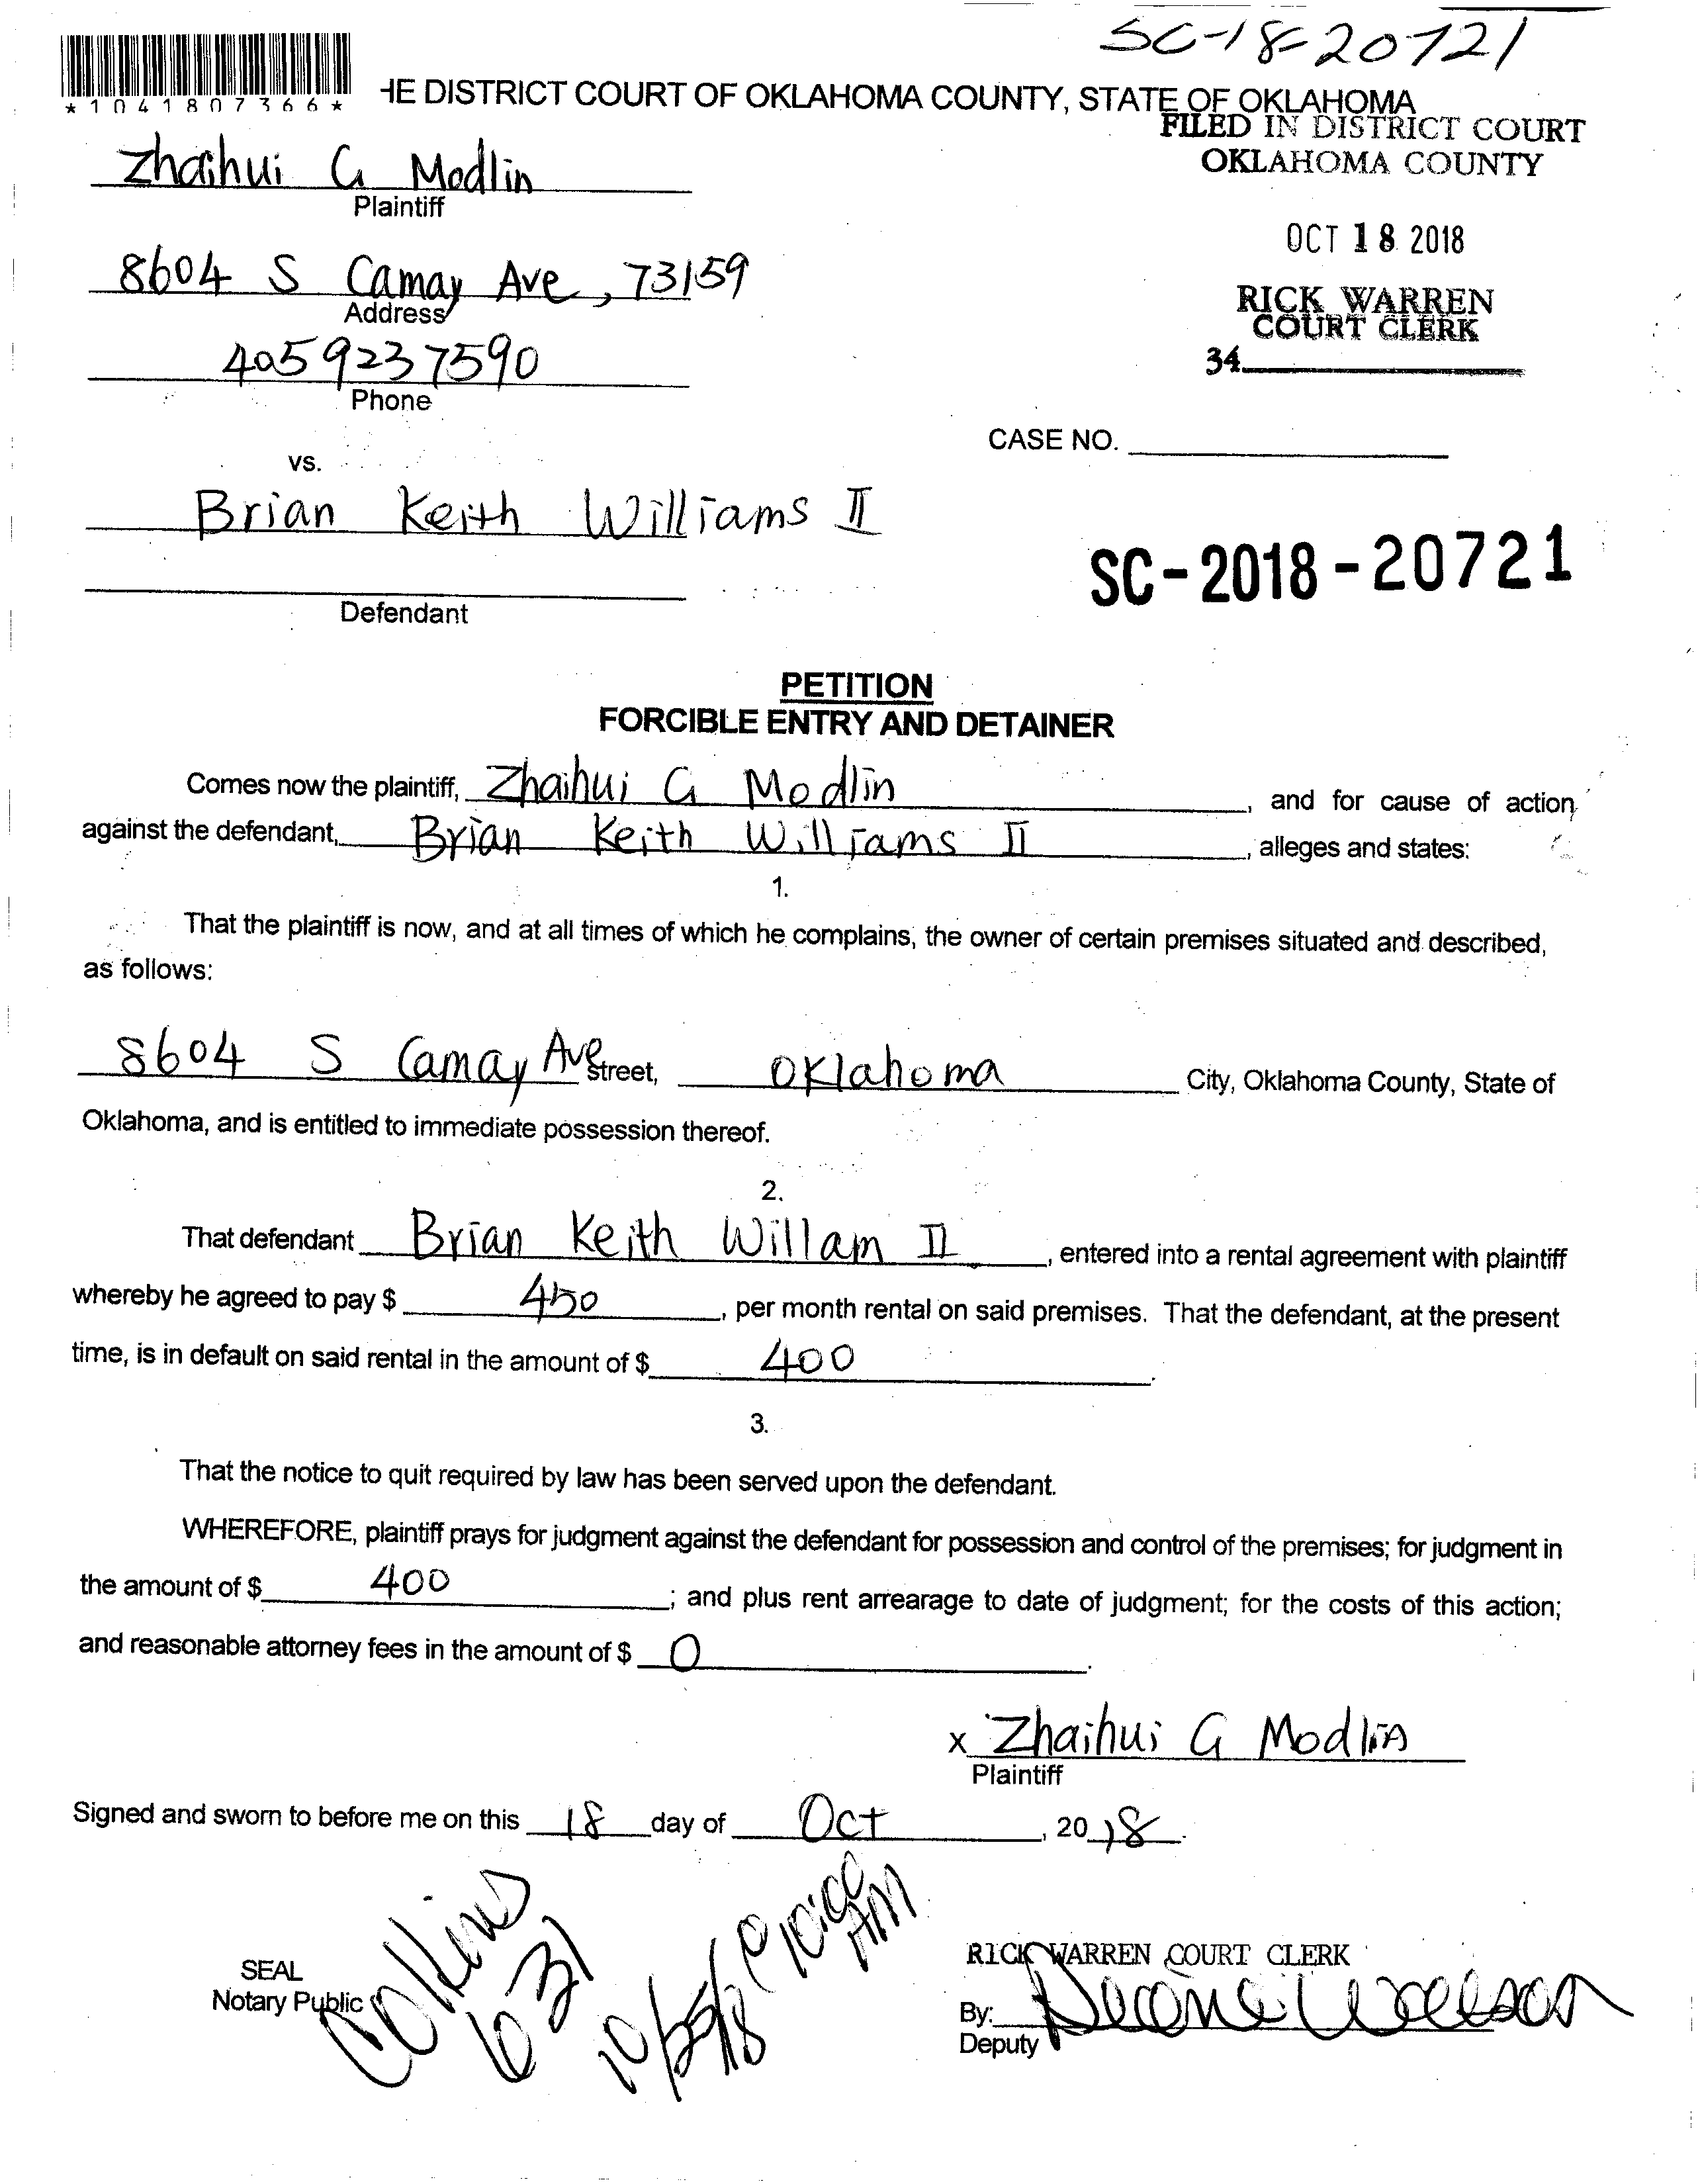 SC-18-20721
*1041807366*
HE DISTRICT COURT OF OKLAHOMA COUNTY, STATE OF OKLAHOMA
FILED IN DISTRICT COURT
OKLAHOMA COUNTY
Zhaihui G Modlin
Plaintiff
OCT 18 2018
8604 S Camay Ave, 73159
Address
RICK WARREN
COURT CLERK
34
4059237590
Phone
CASE NO.
vs.
Brian Keith Williams II
SC-2018-20721
Defendant
PETITION
FORCIBLE ENTRY AND DETAINER
Comes now the plaintiff, Zhaihui G Modlin, and for cause of action,
against the defendant, Brian Keith Williams II, alleges and states:
1.
That the plaintiff is now, and at all times of which he complains, the owner of certain premises situated and described,
as follows:
8604 S Camay Ave Street, Oklahoma City, Oklahoma County, State of
Oklahoma, and is entitled to immediate possession thereof.
2.
That defendant Brian Keith Willam II, entered into a rental agreement with plaintiff
whereby he agreed to pay $ 450, per month rental on said premises. That the defendant, at the present
time, is in default on said rental in the amount of $ 400.
3.
That the notice to quit required by law has been served upon the defendant.
WHEREFORE, plaintiff prays for judgment against the defendant for possession and control of the premises; for judgment in
the amount of $ 400; and plus rent arrearage to date of judgment; for the costs of this action;
and reasonable attorney fees in the amount of $ 0.
x Zhaihui G Modlin
Plaintiff
Signed and sworn to before me on this 18 day of Oct, 2018.
Collins
631
10/25/18 @ 10:00 AM
RICK WARREN COURT CLERK
SEAL
Notary Public
By:
Deputy